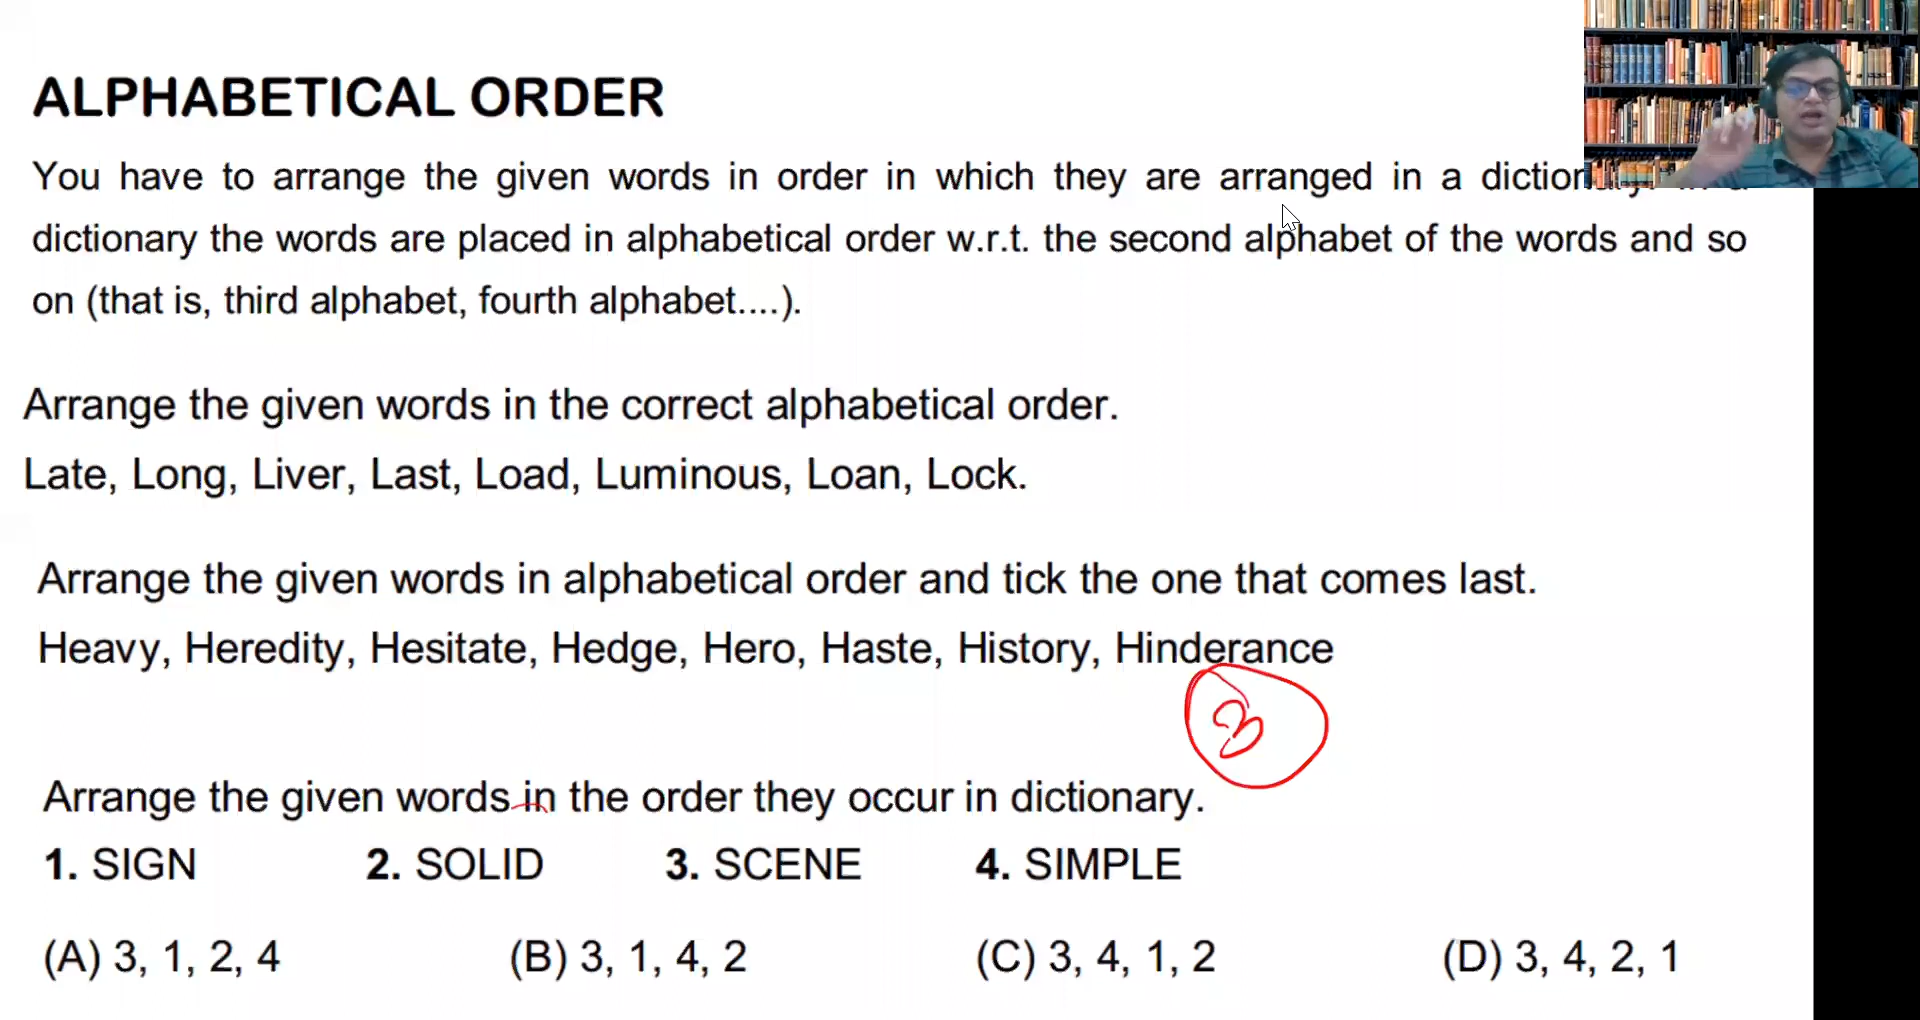 ALPHABETICAL ORDER
You have to arrange the given words in order in which they are arranged in a
dictionary the words are placed in alphabetical order w.r.t. the second alphabet of the words and so
on (that is, third alphabet, fourth alphabet....).
Arrange the given words in the correct alphabetical order.
Late, Long, Liver, Last, Load, Luminous, Loan, Lock.
Arrange the given words in alphabetical order and tick the one that comes last.
Heavy, Heredity, Hesitate, Hedge, Hero, Haste, History, Hinderance
3
Arrange the given words in the order they occur in dictionary.
1. SIGN 2. SOLID 3. SCENE 4. SIMPLE
(A) 3, 1, 2, 4 (B) 3, 1, 4, 2 (C) 3, 4, 1, 2 (D) 3, 4, 2, 1